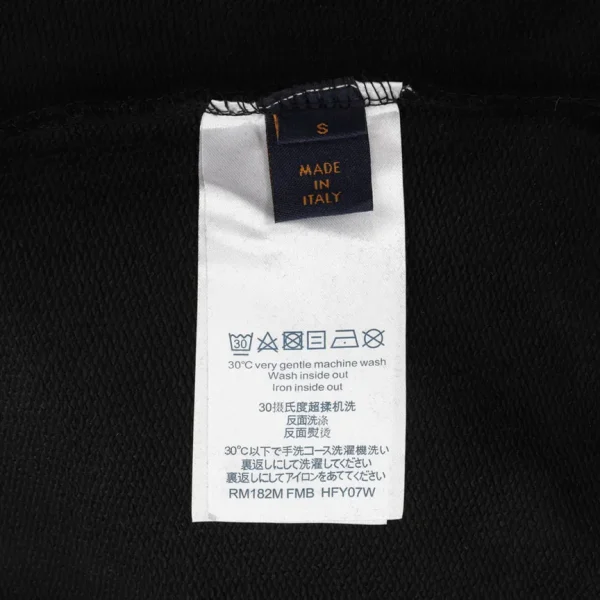 S
MADE
IN
ITALY
30
30°C very gentle machine wash
Wash inside out
Iron inside out
30摄氏度超揉机洗
反面洗涤
反面熨烫
30°C以下で手洗コース洗濯機洗い
裏返しにして洗濯してください
裏返しにしてアイロンをあててください
RM182M FMB HFY07W